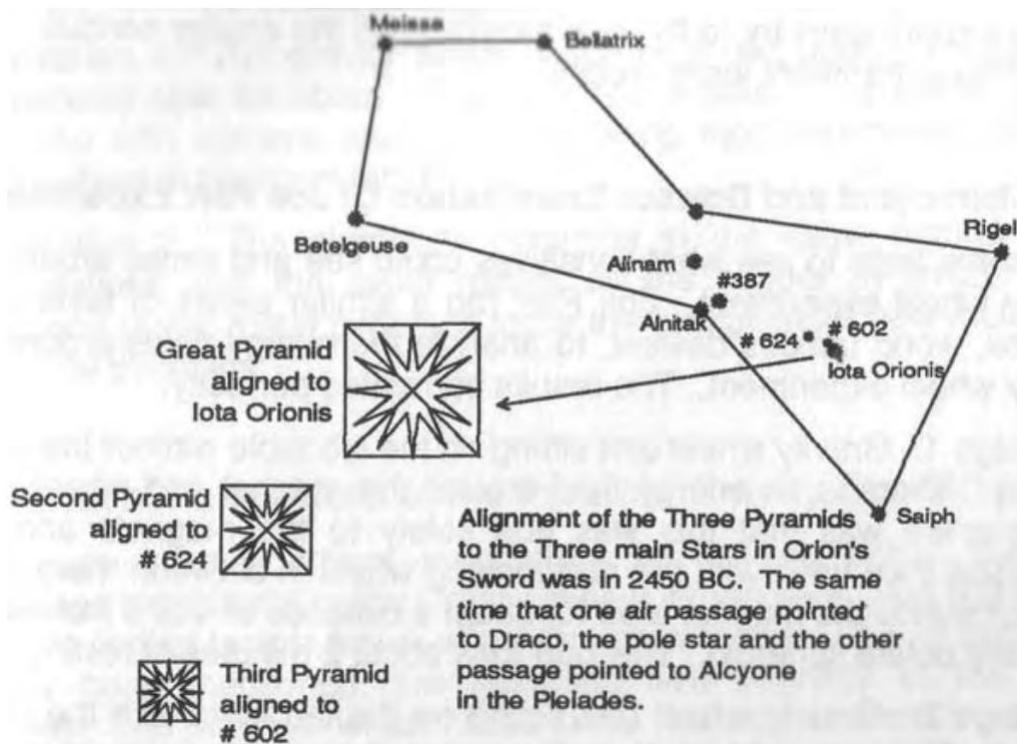 Meissa
Bellatrix
Betelgeuse
Alinam
#387
Rigel
Alnitak
# 602
# 624
Iota Orionis
Great Pyramid
aligned to
Iota Orionis
Second Pyramid
aligned to
# 624
Saiph
Alignment of the Three Pyramids
to the Three main Stars in Orion's
Sword was in 2450 BC. The same
time that one air passage pointed
to Draco, the pole star and the other
passage pointed to Alcyone
in the Pleiades.
Third Pyramid
aligned to
# 602